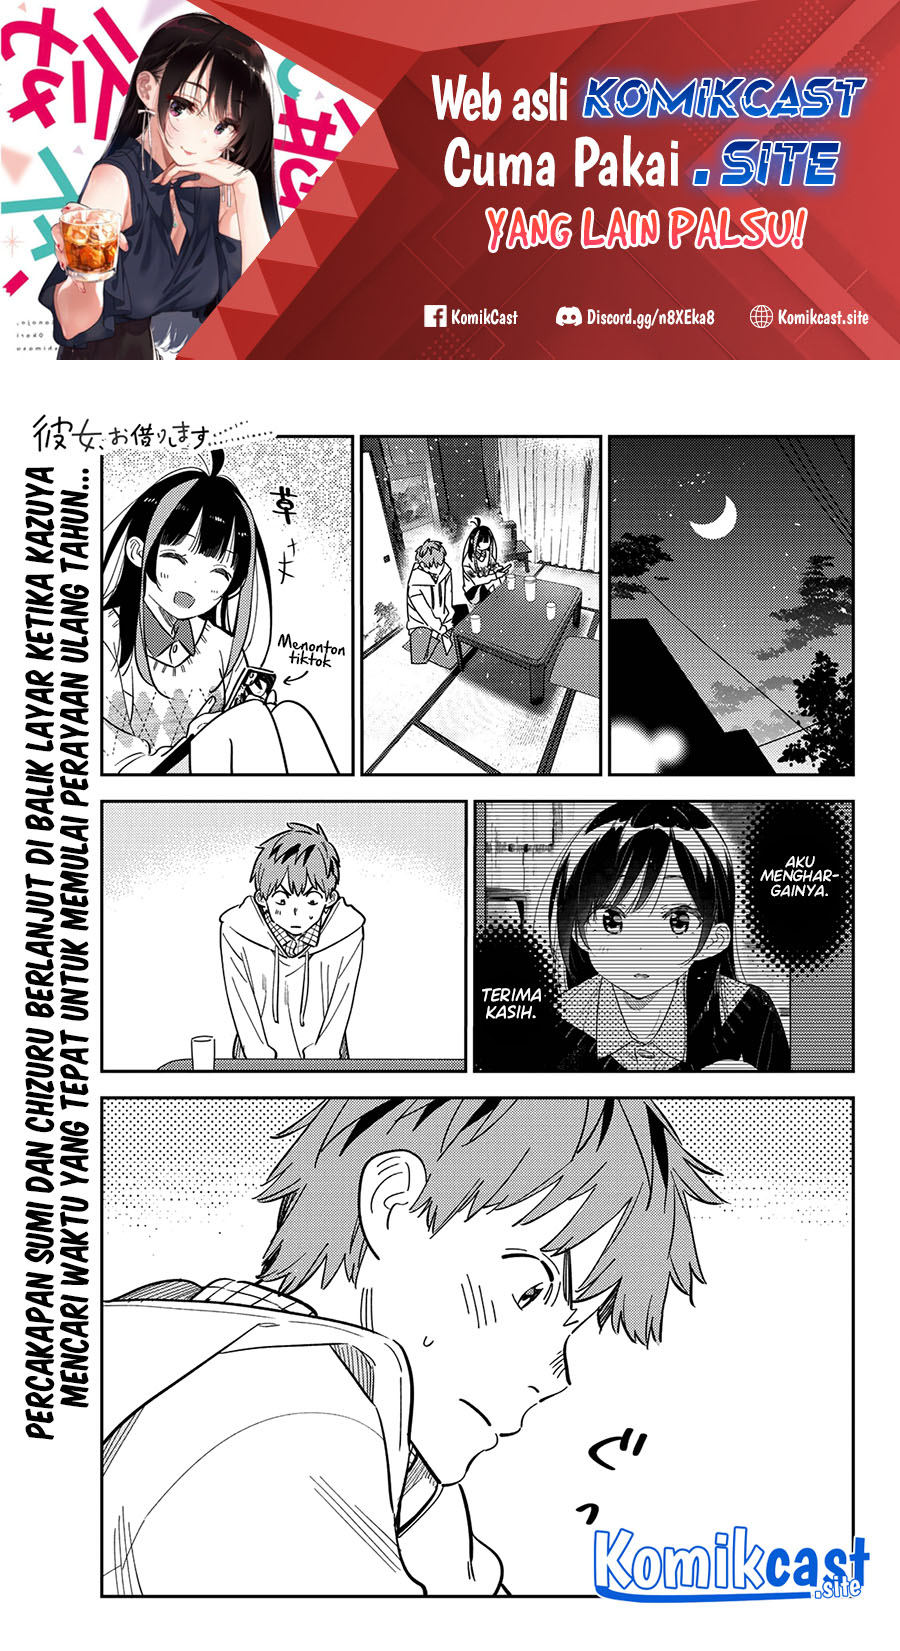 Web asli KOMIKCAST
Cuma Pakai .SITE
YANG LAIN PALSU!
KomikCast
Discord.gg/n8XEka8
Komikcast.site
彼女、お借りします
PERCAKAPAN SUMI DAN CHIZURU BERLANJUT DI BALIK LAYAR KETIKA KAZUYA
MENCARI WAKTU YANG TEPAT UNTUK MEMULAI PERAYAAN ULANG TAHUN...
草
Menonton
tiktok
AKU
MENGHAR-
GAINYA.
TERIMA
KASIH.
ぐっ
Komikcast
.site